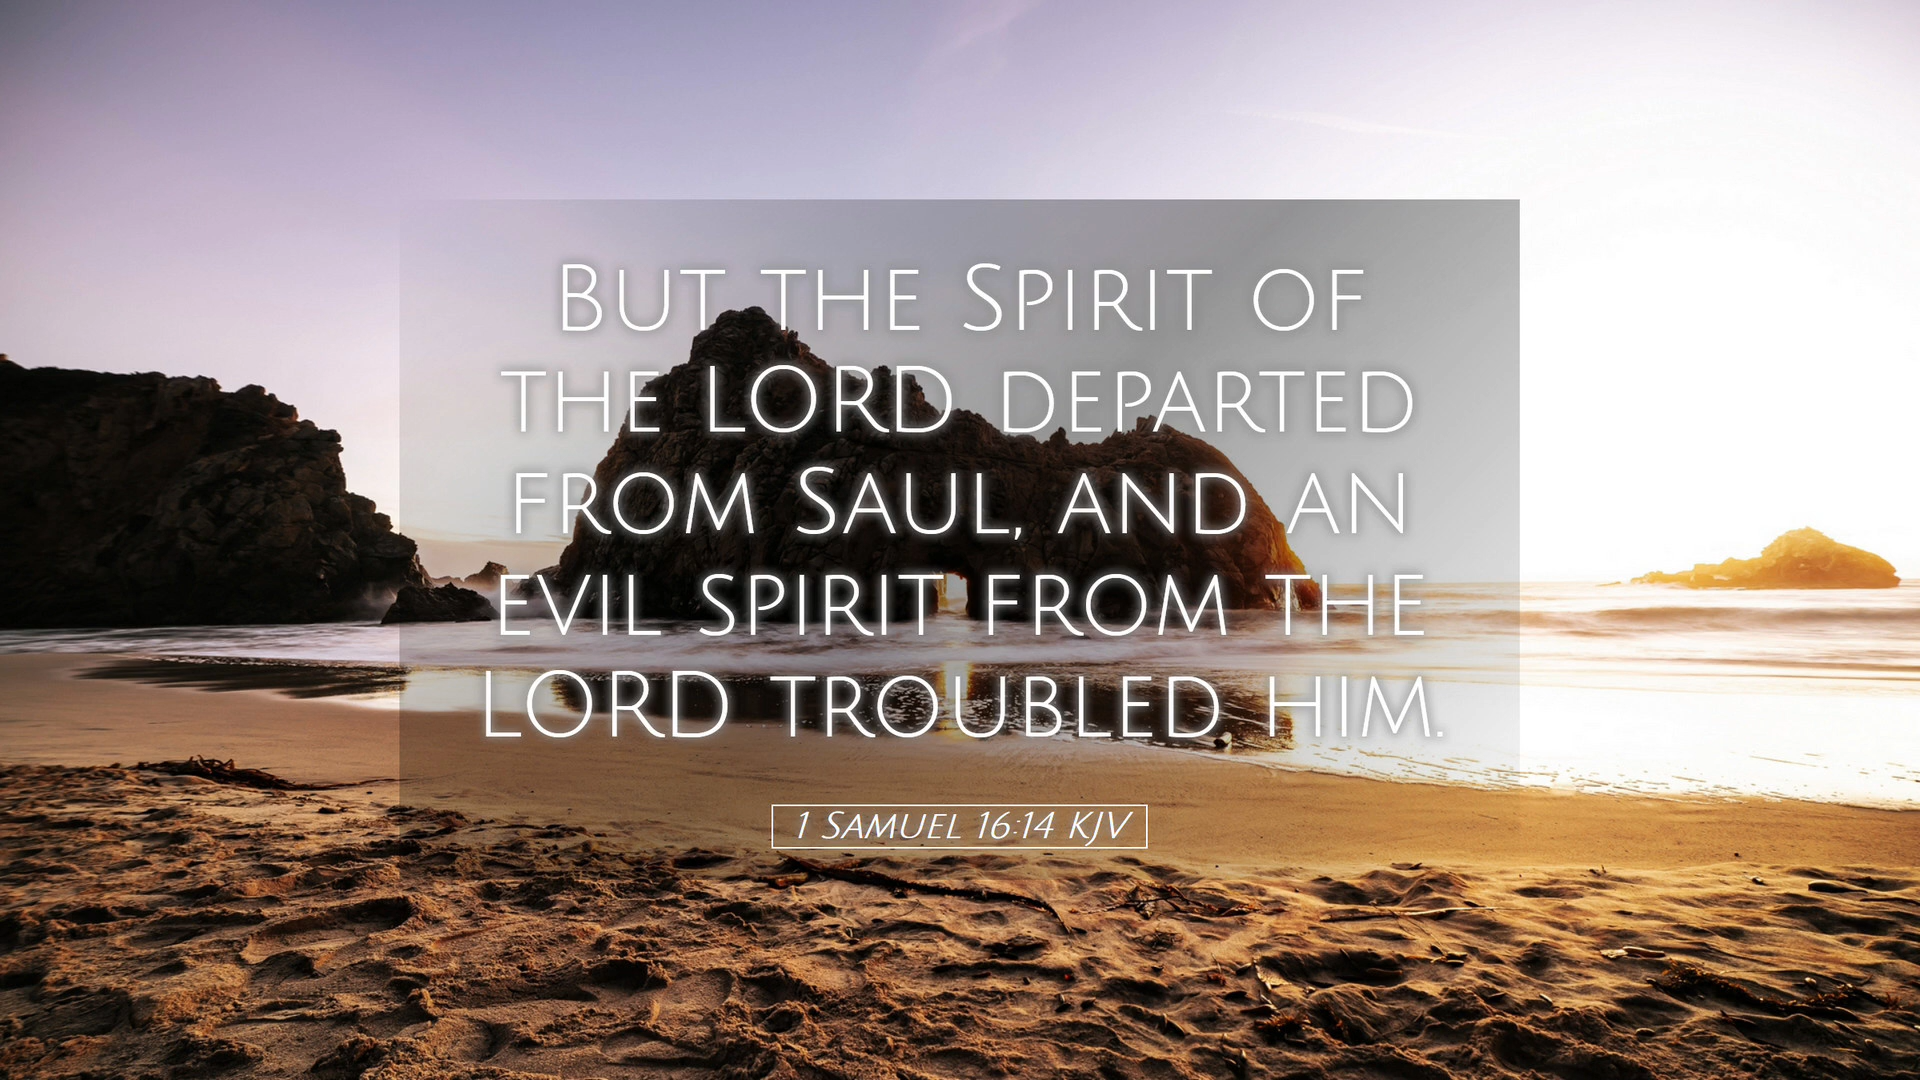 But the Spirit of
the LORD departed
from Saul, and an
evil spirit from the
LORD troubled him.
1 Samuel 16:14 KJV